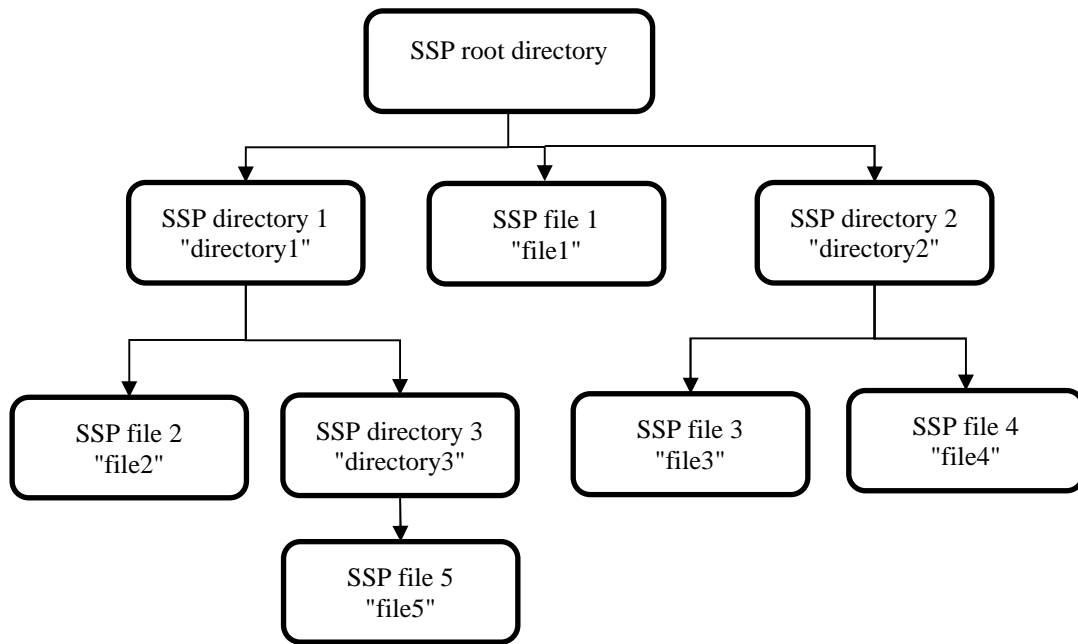 SSP root directory
SSP directory 1
"directory1"
SSP file 1
"file1"
SSP directory 2
"directory2"
SSP file 2
"file2"
SSP directory 3
"directory3"
SSP file 3
"file3"
SSP file 4
"file4"
SSP file 5
"file5"